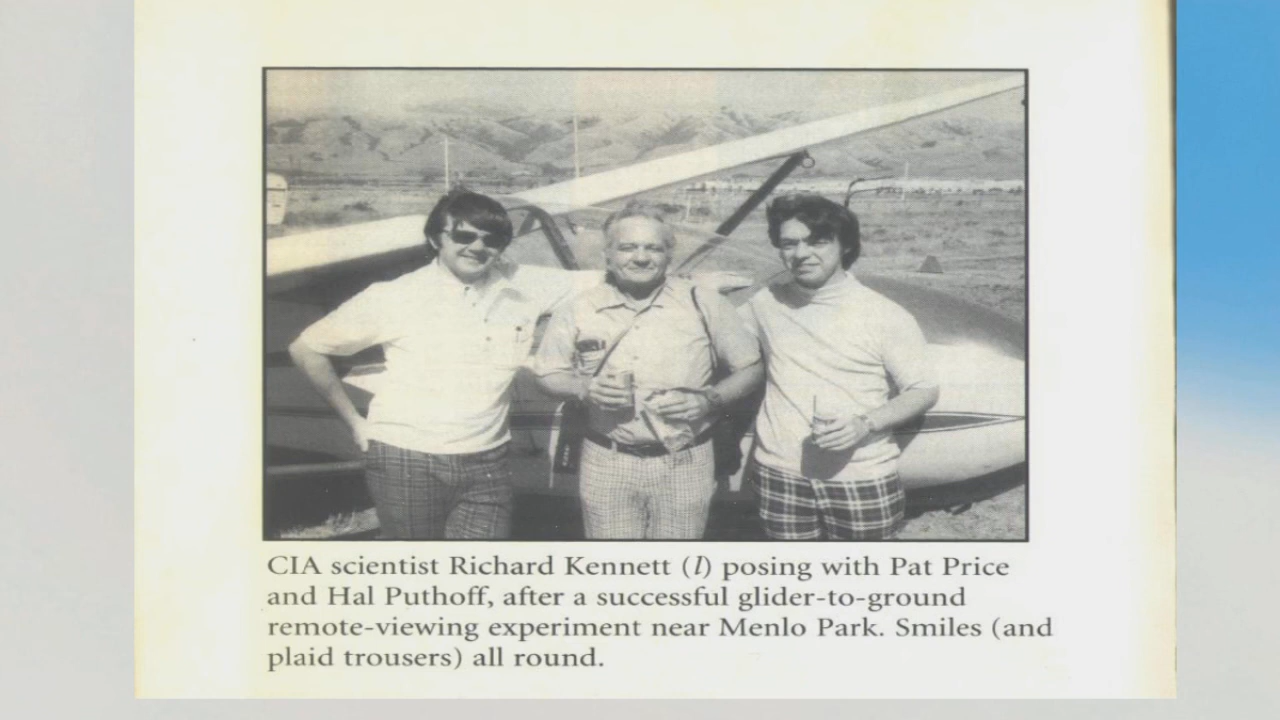 CIA scientist Richard Kennett (l) posing with Pat Price
and Hal Puthoff, after a successful glider-to-ground
remote-viewing experiment near Menlo Park. Smiles (and
plaid trousers) all round.